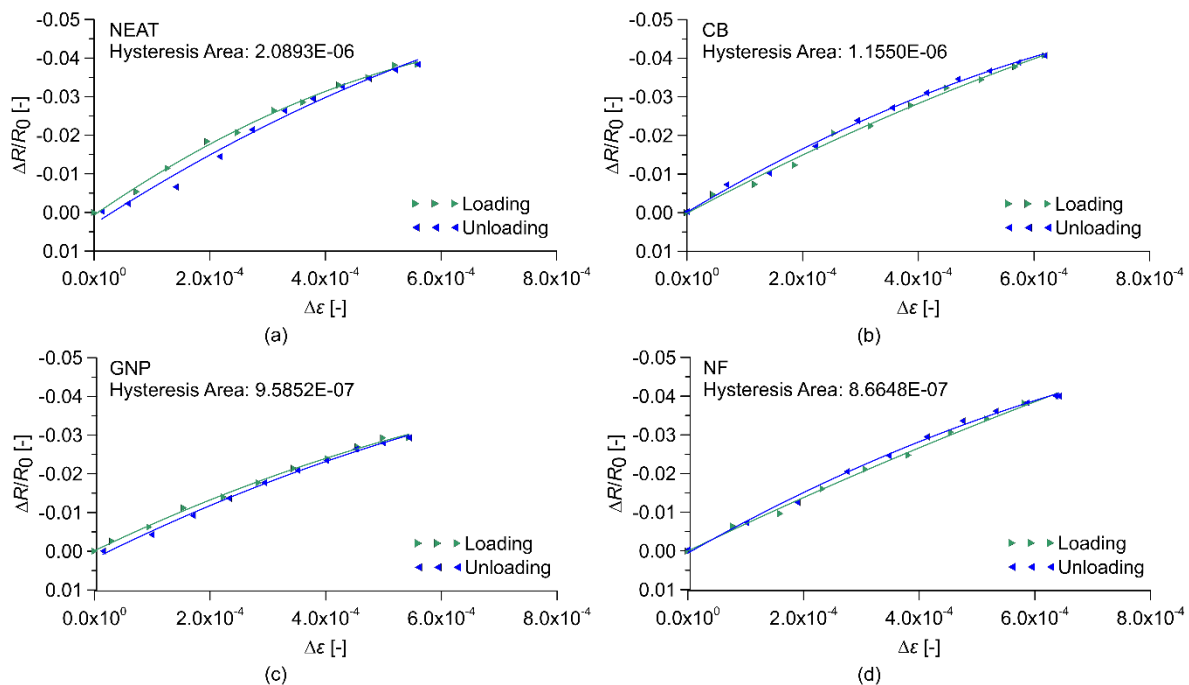 NEAT
Hysteresis Area: 2.0893E-06
-0.05
-0.04
-0.03
-0.02
-0.01
0.00
0.01
ΔR/R₀ [-]
Loading
Unloading
0.0x10⁰ 2.0x10⁻⁴ 4.0x10⁻⁴ 6.0x10⁻⁴ 8.0x10⁻⁴
Δε [-]
(a)
CB
Hysteresis Area: 1.1550E-06
-0.05
-0.04
-0.03
-0.02
-0.01
0.00
0.01
ΔR/R₀ [-]
Loading
Unloading
0.0x10⁰ 2.0x10⁻⁴ 4.0x10⁻⁴ 6.0x10⁻⁴ 8.0x10⁻⁴
Δε [-]
(b)
GNP
Hysteresis Area: 9.5852E-07
-0.05
-0.04
-0.03
-0.02
-0.01
0.00
0.01
ΔR/R₀ [-]
Loading
Unloading
0.0x10⁰ 2.0x10⁻⁴ 4.0x10⁻⁴ 6.0x10⁻⁴ 8.0x10⁻⁴
Δε [-]
(c)
NF
Hysteresis Area: 8.6648E-07
-0.05
-0.04
-0.03
-0.02
-0.01
0.00
0.01
ΔR/R₀ [-]
Loading
Unloading
0.0x10⁰ 2.0x10⁻⁴ 4.0x10⁻⁴ 6.0x10⁻⁴ 8.0x10⁻⁴
Δε [-]
(d)